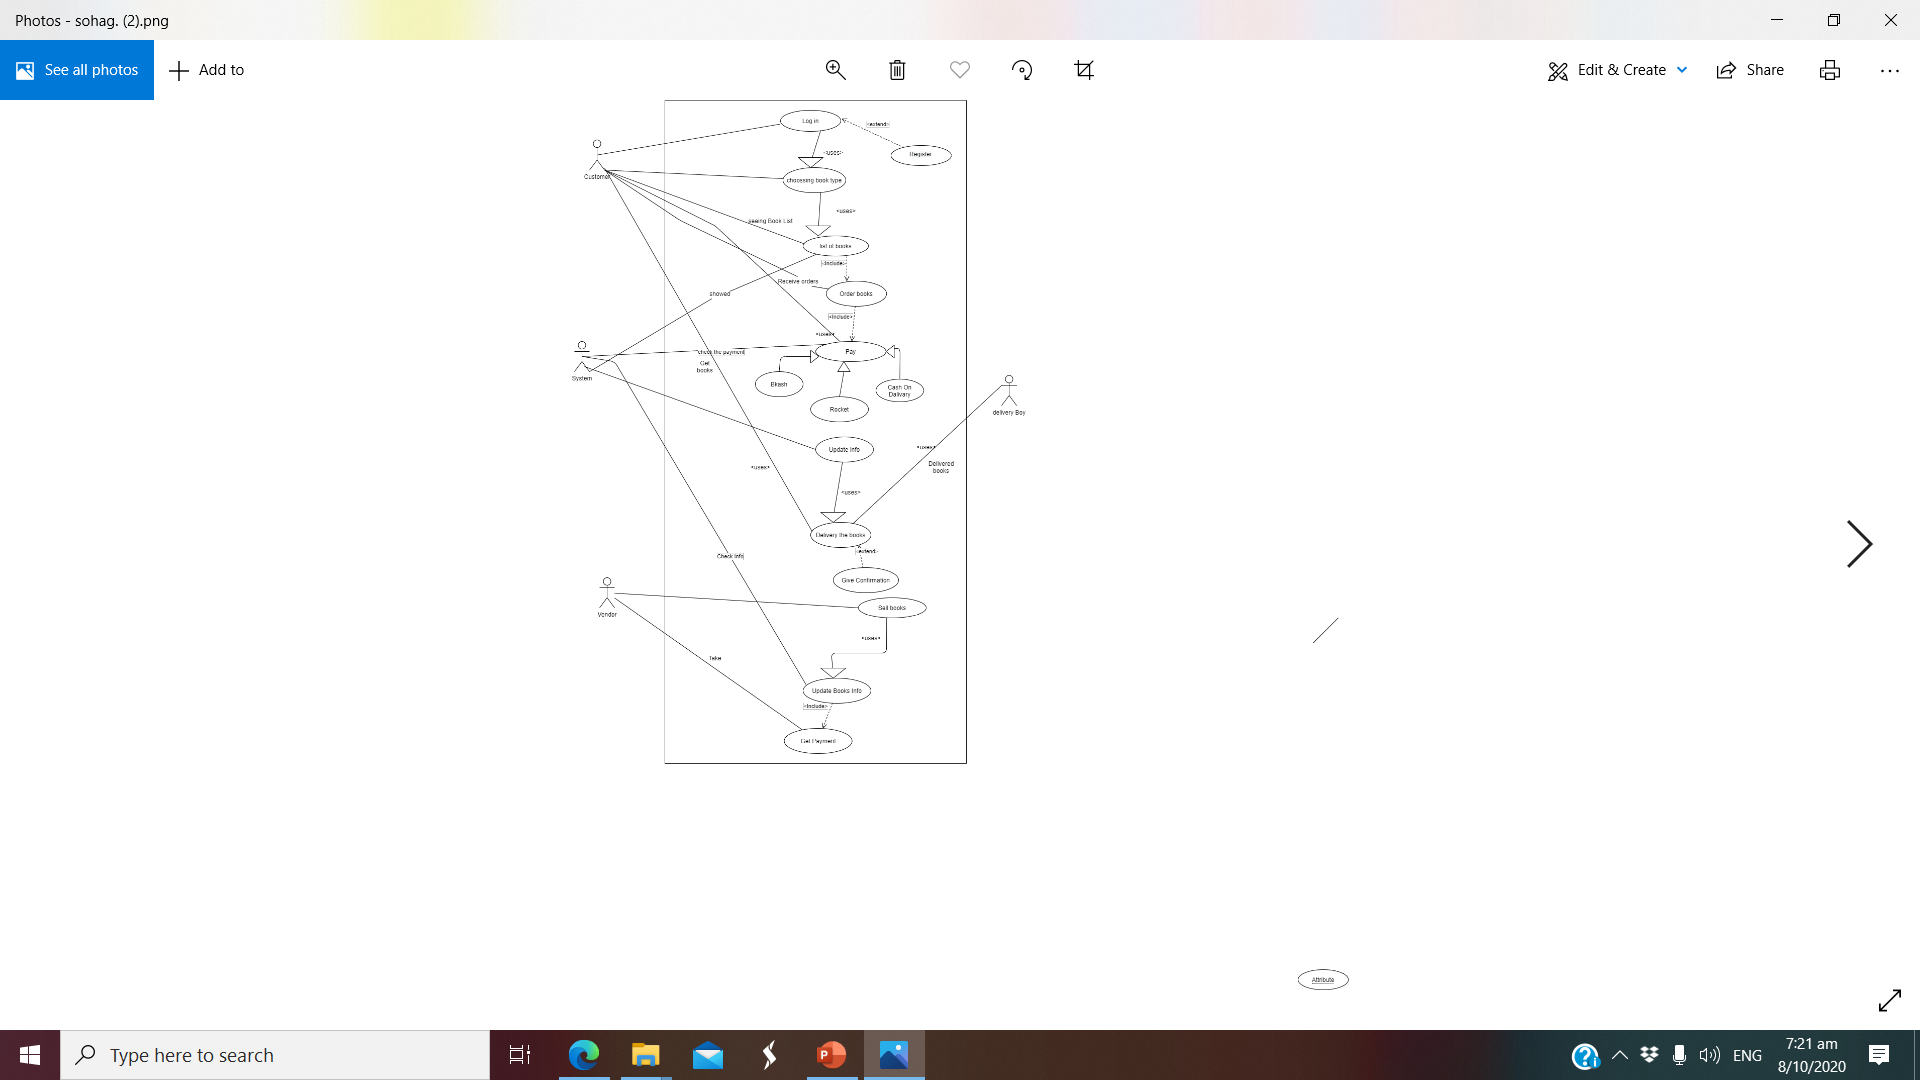 Photos - sohag. (2).png
See all photos
Add to
Edit & Create
Share
Log in
<extend>
Register
<uses>
Customer
choossing book type
<uses>
seeing Book List
list of books
<Include>
Receive orders
showed
Order books
<Include>
<uses>
check the payment
Pay
Get
books
System
Bkash
Cash On
Dalivary
Rocket
delivery Boy
Update Info
<uses>
Delivered
books
<uses>
<uses>
Delivery the books
<extend>
Check info
Give Confirmation
Vendor
Sall books
<uses>
Take
Update Books Info
<Include>
Get Payment
Attribute
Type here to search
ENG
7:21 am
8/10/2020